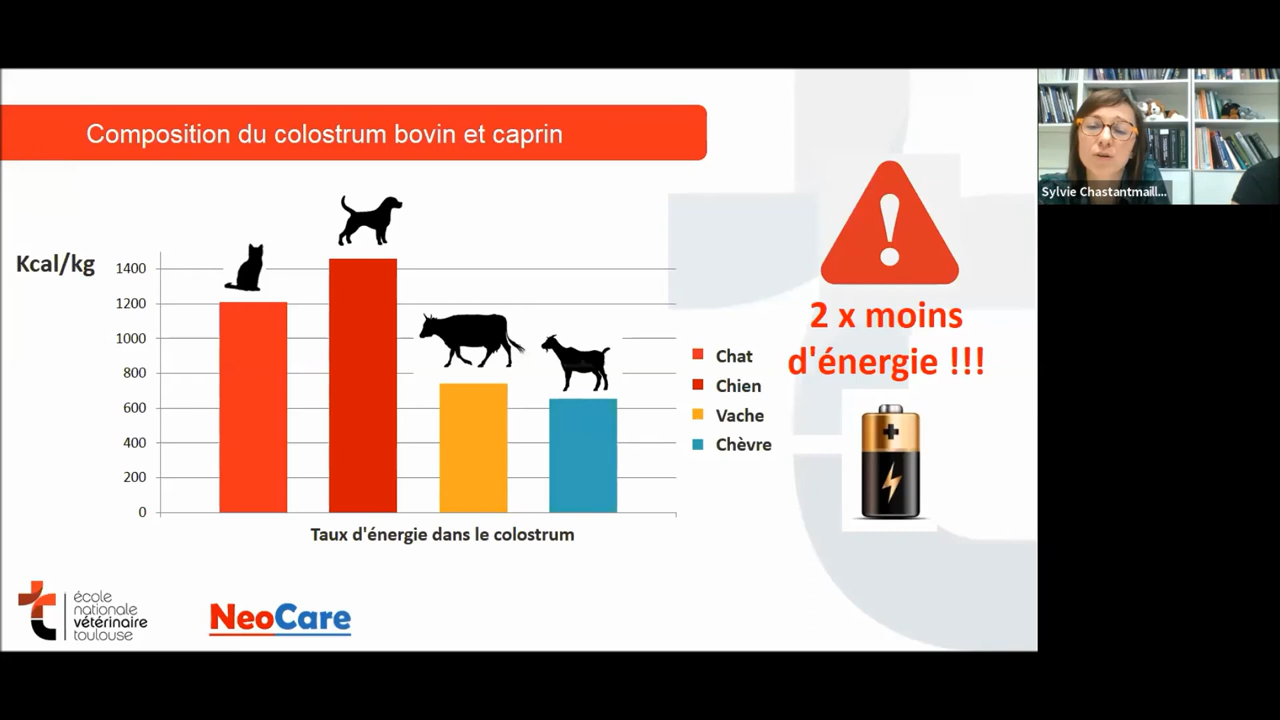 Composition du colostrum bovin et caprin
Kcal/kg
1400
1200
1000
800
600
400
200
0
Taux d'énergie dans le colostrum
Chat
Chien
Vache
Chèvre
2 x moins
d'énergie !!!
école
nationale
vétérinaire
toulouse
NeoCare
Sylvie Chastantmaill...